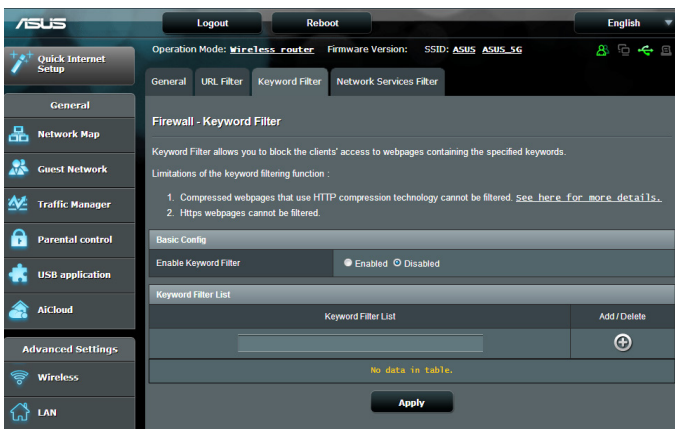 ASUS
Logout Reboot English
Quick Internet Setup
Operation Mode: Wireless router Firmware Version: SSID: ASUS ASUS_5G
General URL Filter Keyword Filter Network Services Filter
General
Network Map
Guest Network
Traffic Manager
Parental control
USB application
AiCloud
Advanced Settings
Wireless
LAN
Firewall - Keyword Filter
Keyword Filter allows you to block the clients' access to webpages containing the specified keywords.
Limitations of the keyword filtering function :
1. Compressed webpages that use HTTP compression technology cannot be filtered. See here for more details.
2. Https webpages cannot be filtered.
Basic Config
Enable Keyword Filter Enabled Disabled
Keyword Filter List
Keyword Filter List Add / Delete
No data in table.
Apply